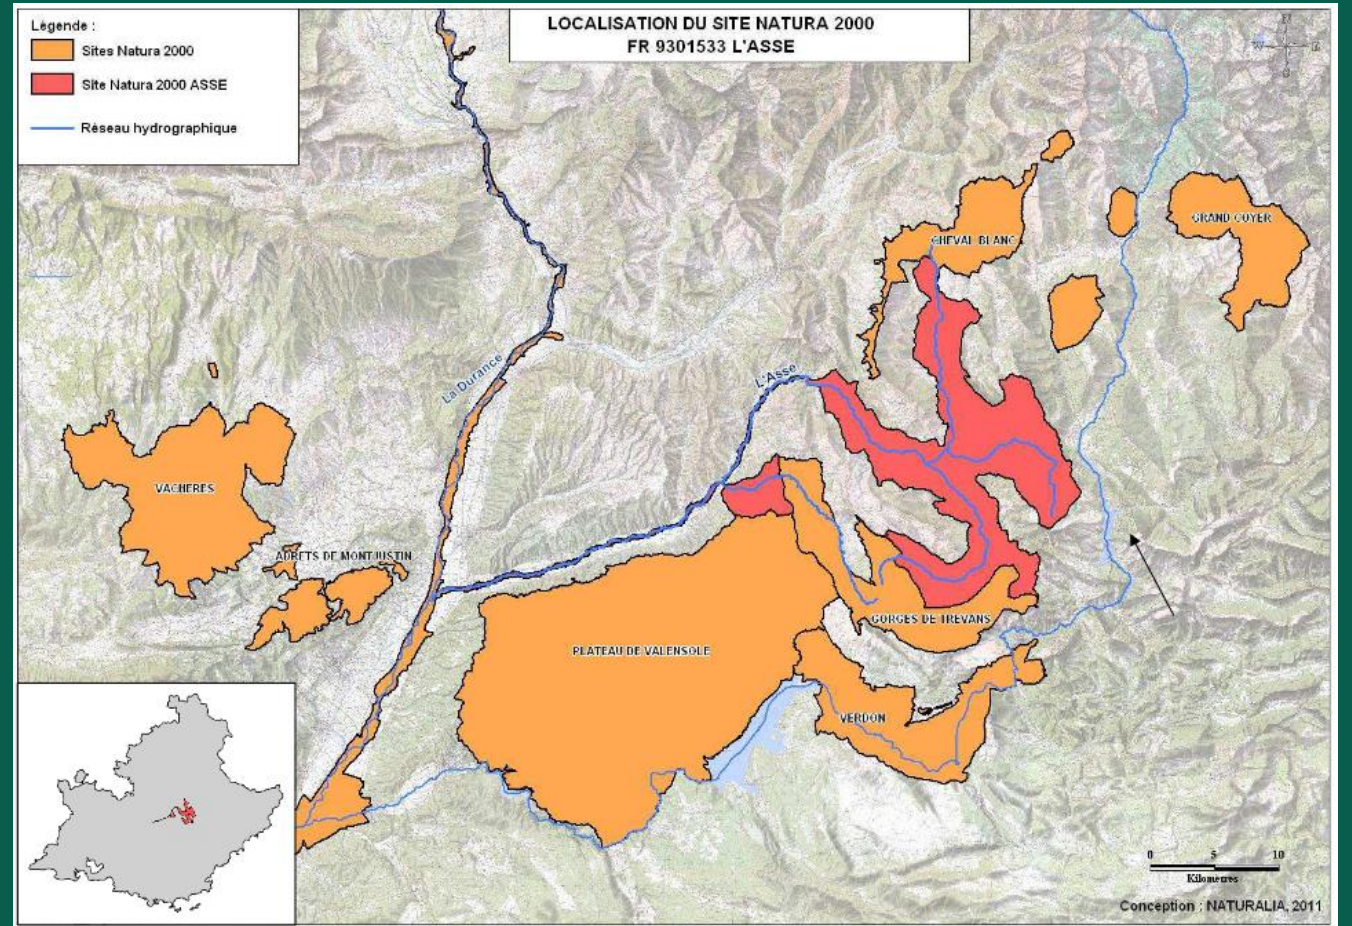 LOCALISATION DU SITE NATURA 2000
FR 9301533 L'ASSE
Légende :
Sites Natura 2000
Site Natura 2000 ASSE
Réseau hydrographique
GRAND COYER
CHEVAL BLANC
La Durance
L'Asse
VACHERES
ADRETS DE MONTJUSTIN
GORGES DE TREVANS
PLATEAU DE VALENSOLE
VERDON
0 5 10
Kilomètres
Conception : NATURALIA, 2011